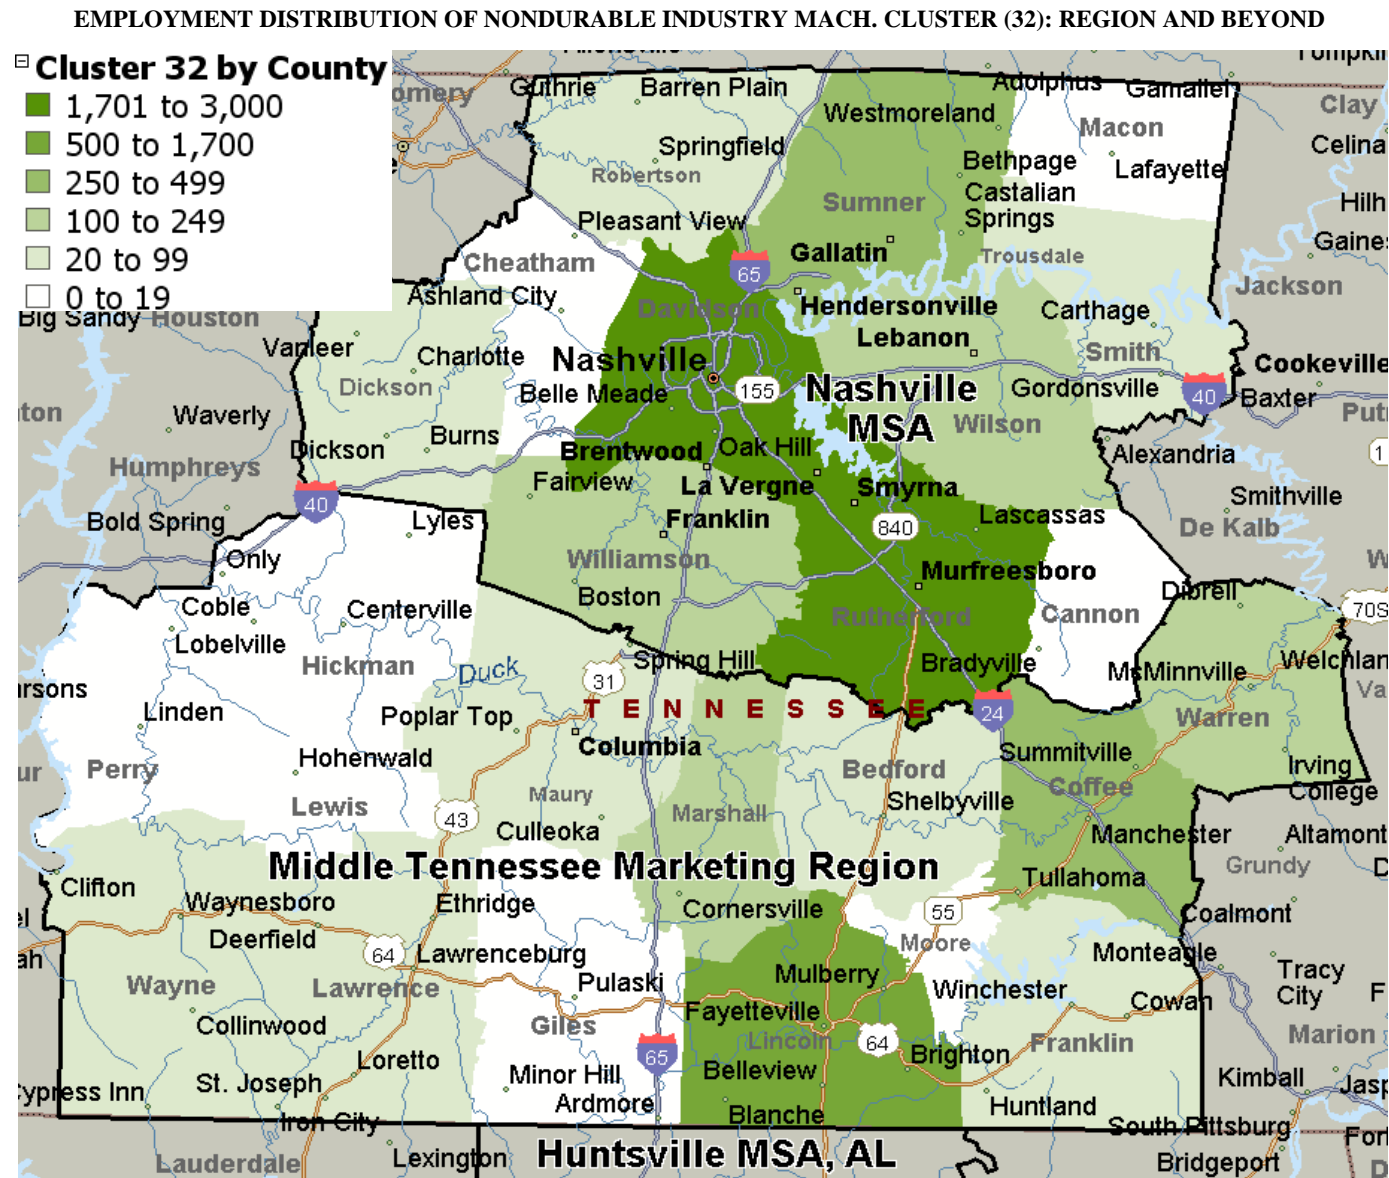 EMPLOYMENT DISTRIBUTION OF NONDURABLE INDUSTRY MACH. CLUSTER (32): REGION AND BEYOND
Cluster 32 by County
1,701 to 3,000
500 to 1,700
250 to 499
100 to 249
20 to 99
0 to 19
Guthrie
Barren Plain
Adolphus
Gamaliel
Clay
Westmoreland
Macon
Celina
Springfield
Bethpage
Lafayette
Robertson
Castalian
Springs
Sumner
Pleasant View
Gallatin
Trousdale
Cheatham
65
Jackson
Ashland City
Davidson
Hendersonville
Carthage
Big Sandy
Houston
Lebanon
Vanleer
Charlotte
Nashville
Smith
Cookeville
Dickson
Belle Meade
155
Nashville
MSA
Gordonsville
40
Baxter
Waverly
Wilson
Dickson
Burns
Brentwood
Oak Hill
Alexandria
Humphreys
Fairview
La Vergne
Smyrna
Smithville
40
Bold Spring
Lyles
Franklin
840
Lascassas
De Kalb
Only
Williamson
Murfreesboro
Boston
Dibrell
Coble
Centerville
Rutherford
Cannon
70S
Lobelville
Hickman
Duck
Spring Hill
Bradyville
McMinnville
31
Linden
Poplar Top
TENNESSEE
24
Warren
Columbia
Summitville
Hohenwald
Perry
Bedford
Irving
College
Lewis
Maury
Marshall
Shelbyville
Coffee
43
Culleoka
Manchester
Altamont
Middle Tennessee Marketing Region
Grundy
Clifton
Tullahoma
Waynesboro
Ethridge
Cornersville
55
Coalmont
Deerfield
64
Lawrenceburg
Moore
Monteagle
Wayne
Lawrence
Pulaski
Mulberry
Winchester
Tracy
City
Cowan
Collinwood
Giles
Fayetteville
Lincoln
64
Franklin
Marion
Loretto
65
Brighton
St. Joseph
Minor Hill
Belleview
Kimball
Cypress Inn
Ardmore
Blanche
Huntland
Iron City
South Pittsburg
Lauderdale
Lexington
Huntsville MSA, AL
Bridgeport